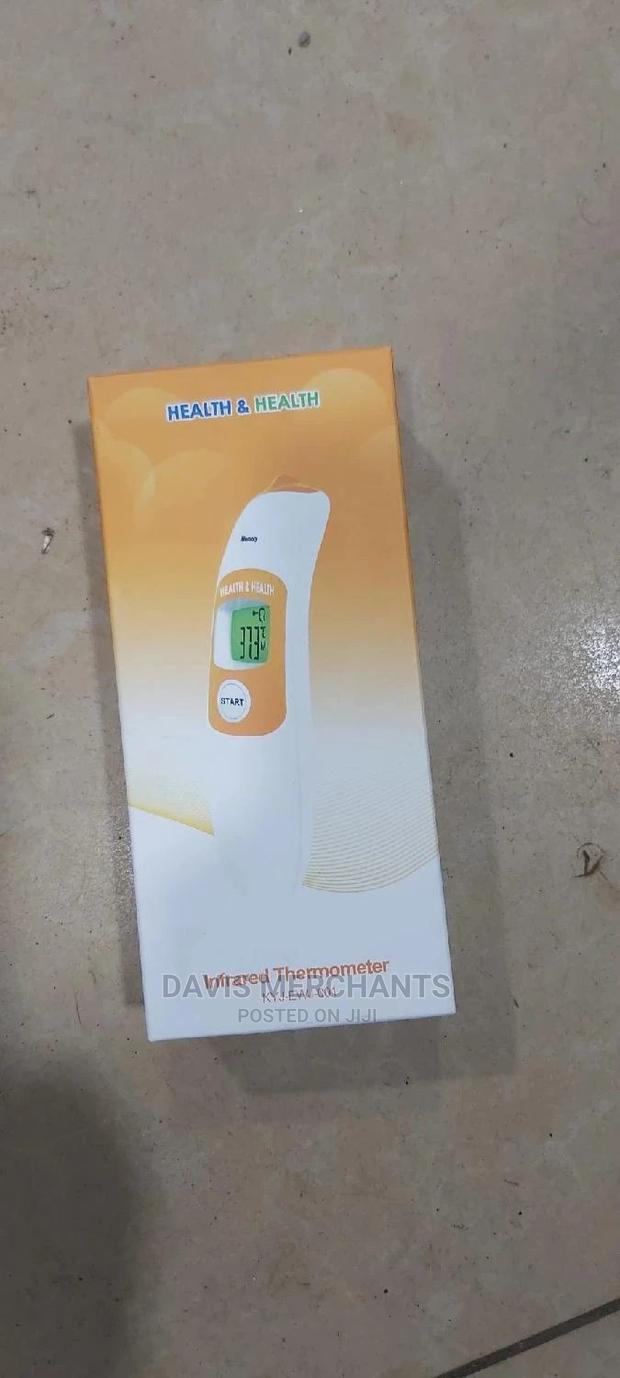 HEALTH & HEALTH
Memory
HEALTH & HEALTH
37.3 °C
START
Infrared Thermometer
DAVIS MERCHANTS
POSTED ON JIJI